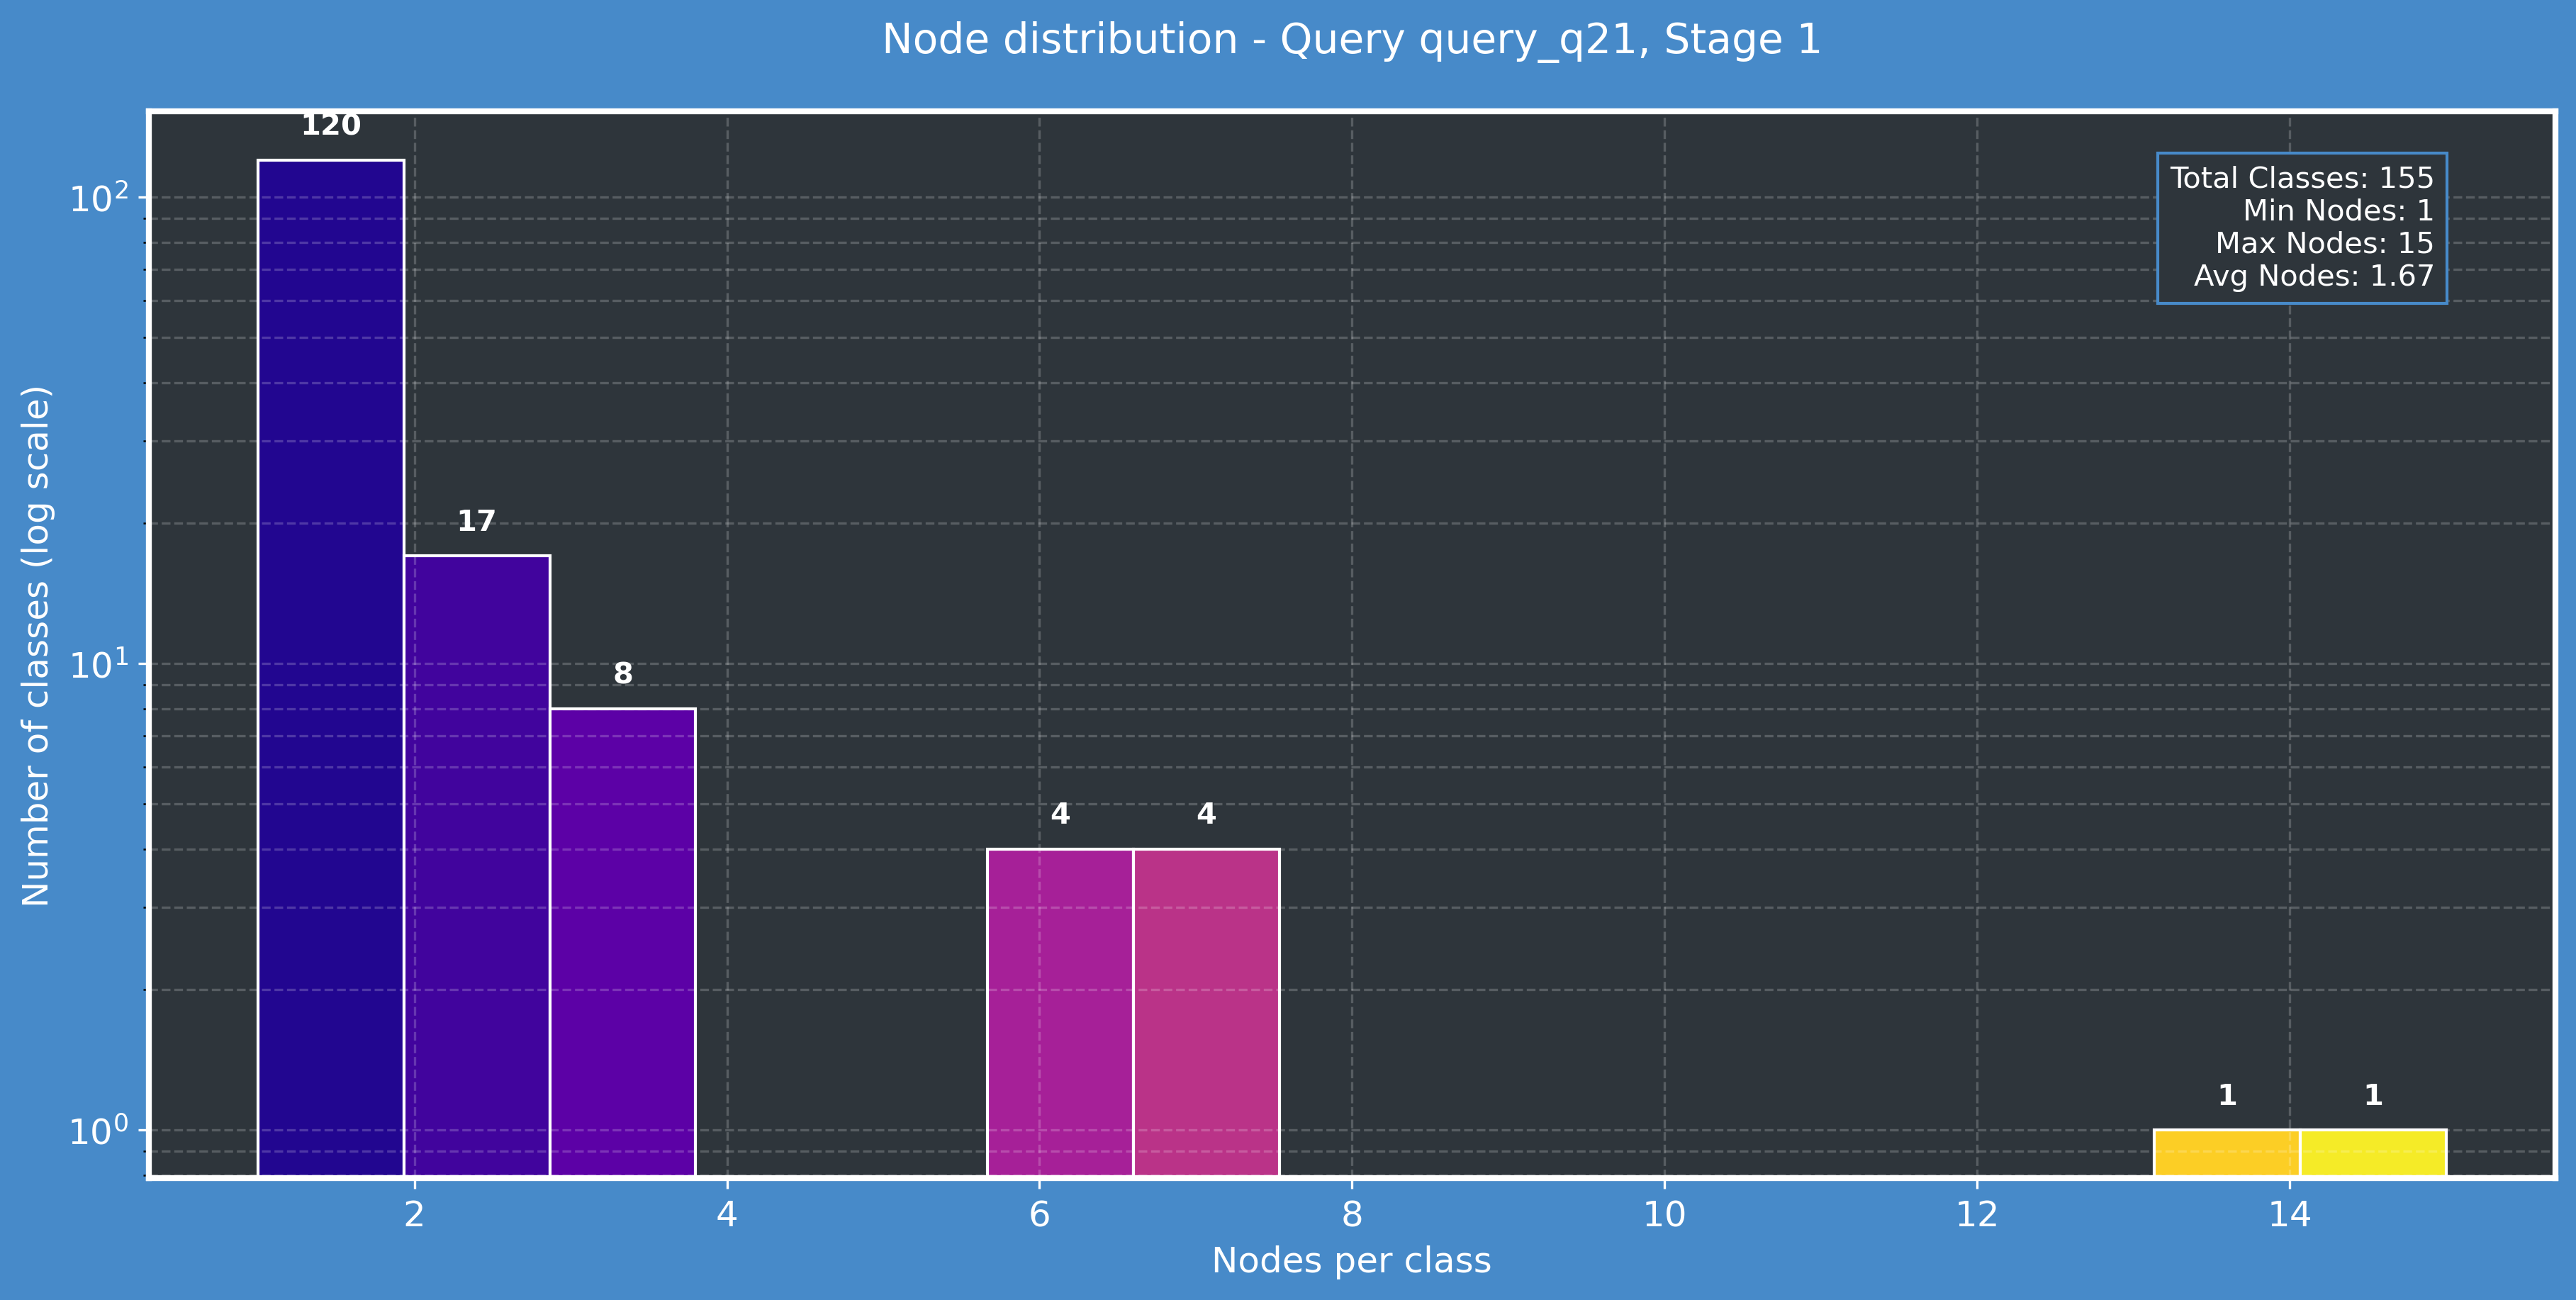 Node distribution - Query query_q21, Stage 1
120
Total Classes: 155
Min Nodes: 1
Max Nodes: 15
Avg Nodes: 1.67
10²
17
10¹
8
4
4
1
1
10⁰
Number of classes (log scale)
2 4 6 8 10 12 14
Nodes per class